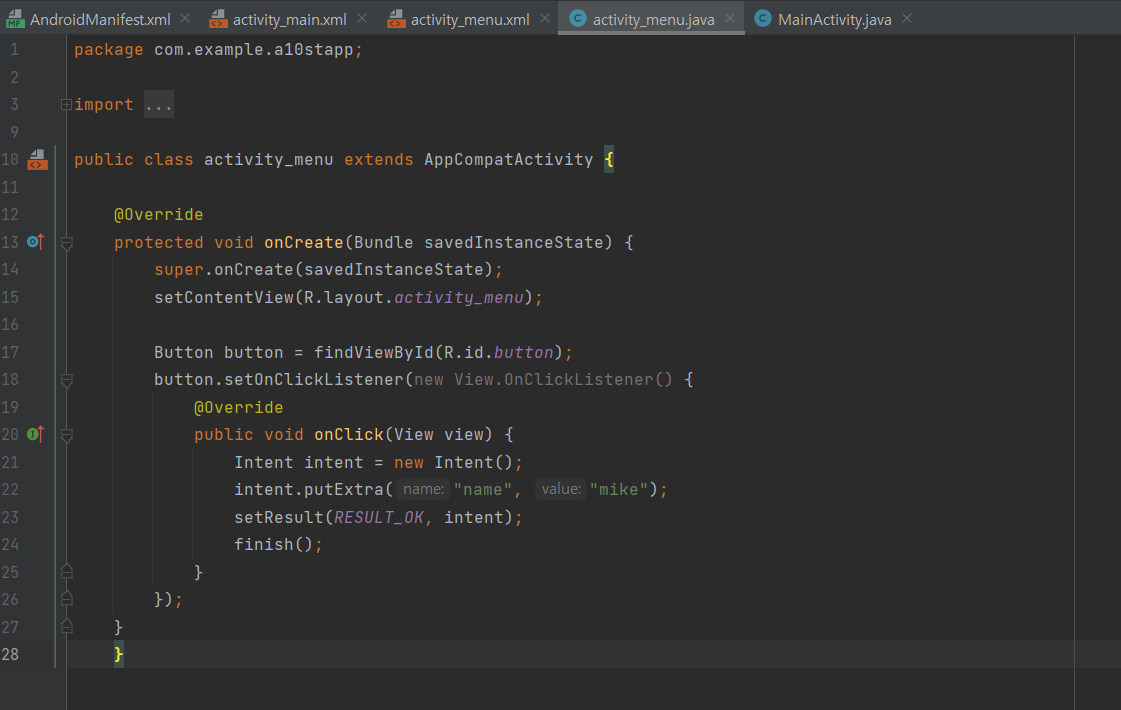 AndroidManifest.xml activity_main.xml activity_menu.xml activity_menu.java MainActivity.java
1 package com.example.a10stapp;
2
3 import ...
9
10 public class activity_menu extends AppCompatActivity {
11
12 @Override
13 protected void onCreate(Bundle savedInstanceState) {
14 super.onCreate(savedInstanceState);
15 setContentView(R.layout.activity_menu);
16
17 Button button = findViewById(R.id.button);
18 button.setOnClickListener(new View.OnClickListener() {
19 @Override
20 public void onClick(View view) {
21 Intent intent = new Intent();
22 intent.putExtra( name: "name", value: "mike");
23 setResult(RESULT_OK, intent);
24 finish();
25 }
26 });
27 }
28 }